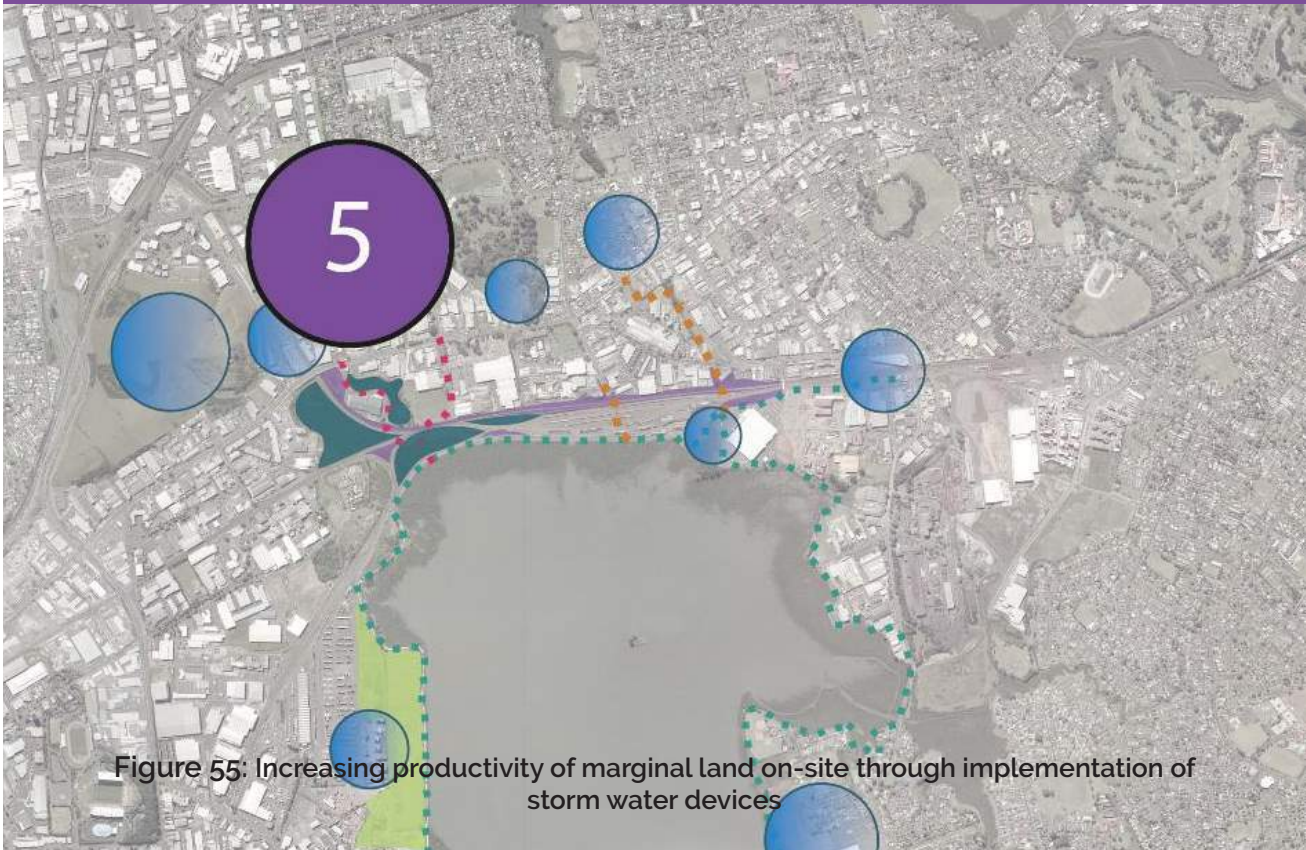 5
Figure 55: Increasing productivity of marginal land on-site through implementation of
storm water devices